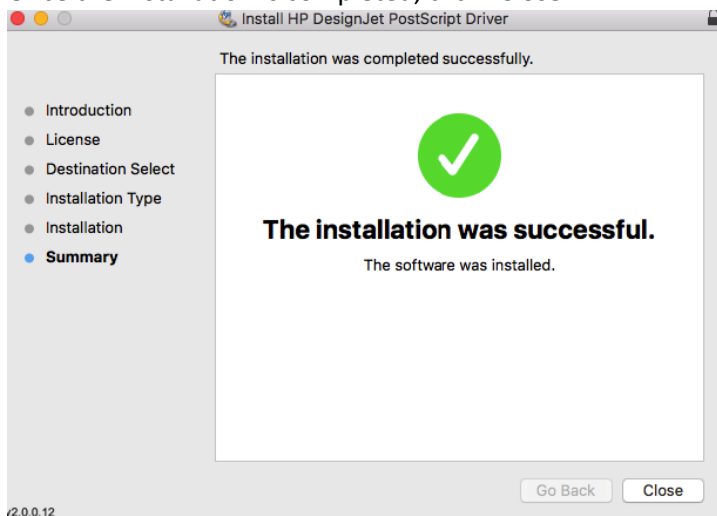 Install HP DesignJet PostScript Driver
The installation was completed successfully.
Introduction
License
Destination Select
Installation Type
Installation
Summary
The installation was successful.
The software was installed.
Go Back
Close
v2.0.0.12